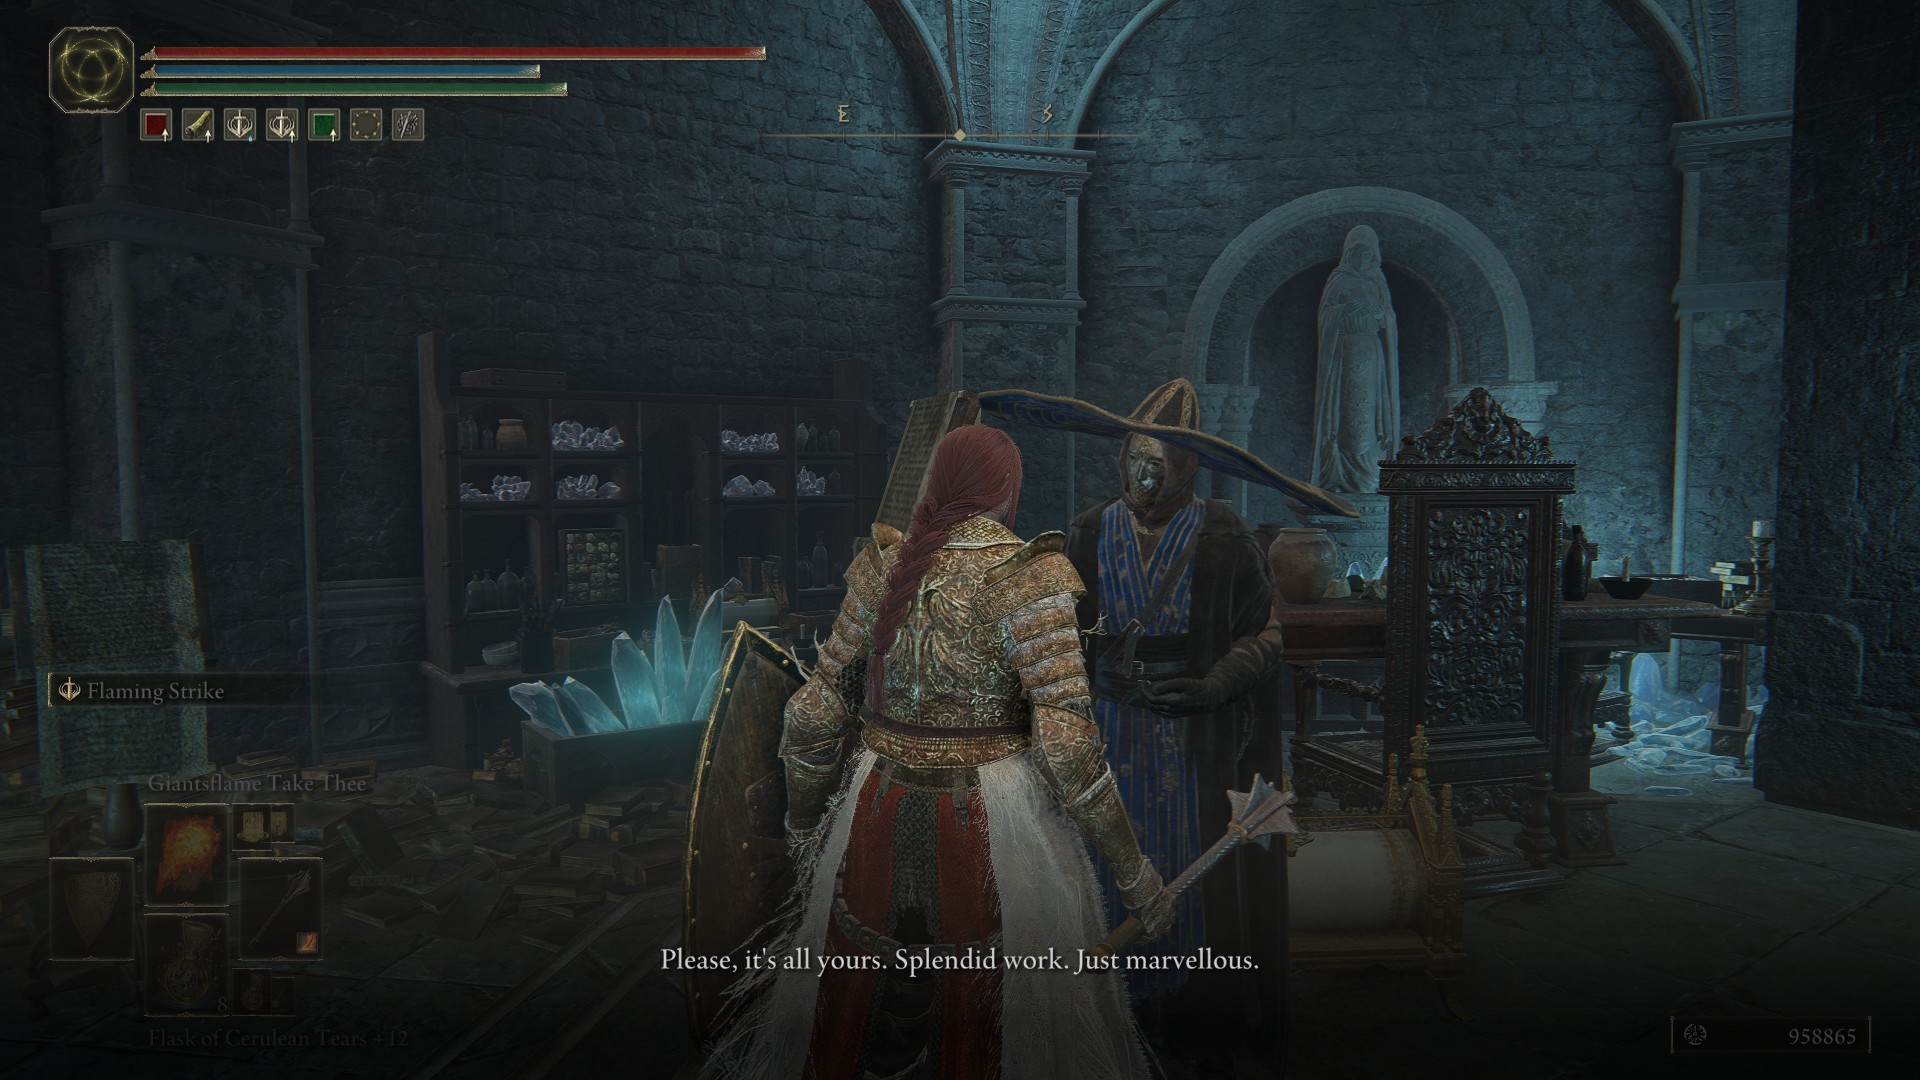 E
S
Flaming Strike
Giantsflame Take Thee
8
Flask of Cerulean Tears +12
Please, it's all yours. Splendid work. Just marvellous.
958865